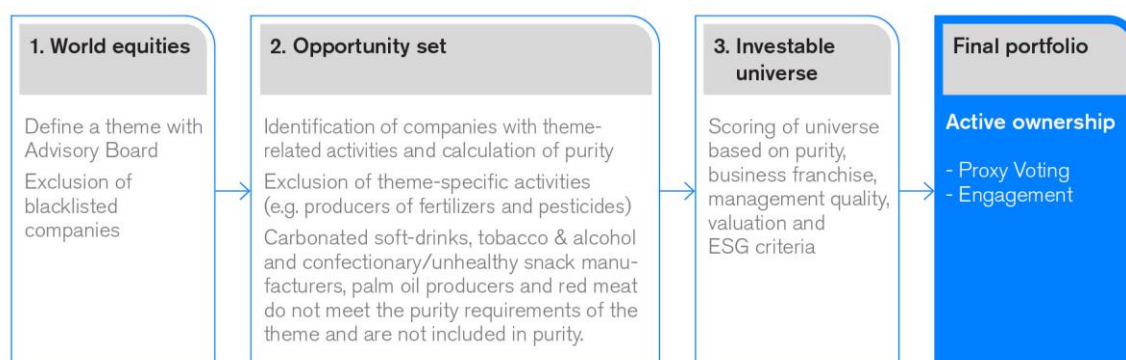 1. World equities
Define a theme with
Advisory Board
Exclusion of
blacklisted
companies
2. Opportunity set
Identification of companies with theme-
related activities and calculation of purity
Exclusion of theme-specific activities
(e.g. producers of fertilizers and pesticides)
Carbonated soft-drinks, tobacco & alcohol
and confectionary/unhealthy snack manu-
facturers, palm oil producers and red meat
do not meet the purity requirements of the
theme and are not included in purity.
3. Investable
universe
Scoring of universe
based on purity,
business franchise,
management quality,
valuation and
ESG criteria
Final portfolio
Active ownership
- Proxy Voting
- Engagement